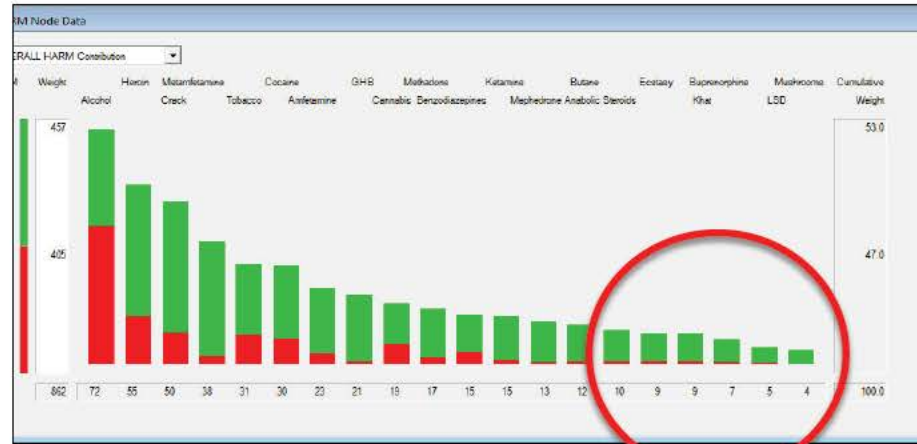 RM Node Data
ERALL HARM Contribution
M Weight Heroin Metamfetamine Cocaine GHB Methadone Ketamine Butane Ecstasy Buprenorphine Mushrooms Cumulative
Alcohol Crack Tobacco Amfetamine Cannabis Benzodiazepines Mephedrone Anabolic Steroids Khat LSD Weight
457 53.0
405 47.0
862 72 55 50 38 31 30 23 21 19 17 15 15 13 12 10 9 9 7 5 4 100.0